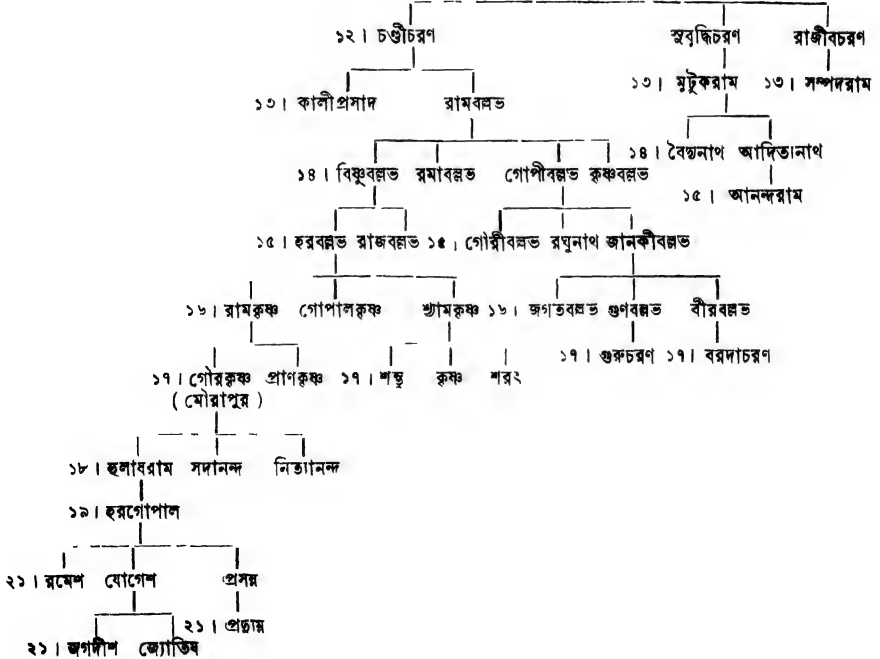 ১২। চণ্ডীচরণ সুবুদ্ধিচরণ রাজীবচরণ
১৩। মুটুকরাম ১৩। সম্পদরাম
১৩। কালীপ্রসাদ রামবল্লভ
১৪। বৈদ্যনাথ আদিত্যনাথ
১৪। বিষ্ণুবল্লভ রমাবল্লভ গোপীবল্লভ কৃষ্ণবল্লভ
১৫। আনন্দরাম
১৫। হরবল্লভ রাজবল্লভ ১৫। গৌরীবল্লভ রঘুনাথ জানকীবল্লভ
১৬। রামকৃষ্ণ গোপালকৃষ্ণ শ্যামকৃষ্ণ ১৬। জগতবল্লভ গুণবল্লভ বীরবল্লভ
১৭। গুরুচরণ ১৭। বরদাচরণ
১৭। গৌরকৃষ্ণ প্রাণকৃষ্ণ ১৭। শম্ভু কৃষ্ণ শরৎ
(মৌরাপুর)
১৮। হুলাবরাম সদানন্দ নিত্যানন্দ
১৯। হরগোপাল
২১। রমেশ যোগেশ প্রসন্ন
২১। প্রদ্যুম্ন
২১। জগদীশ জ্যোতিষ